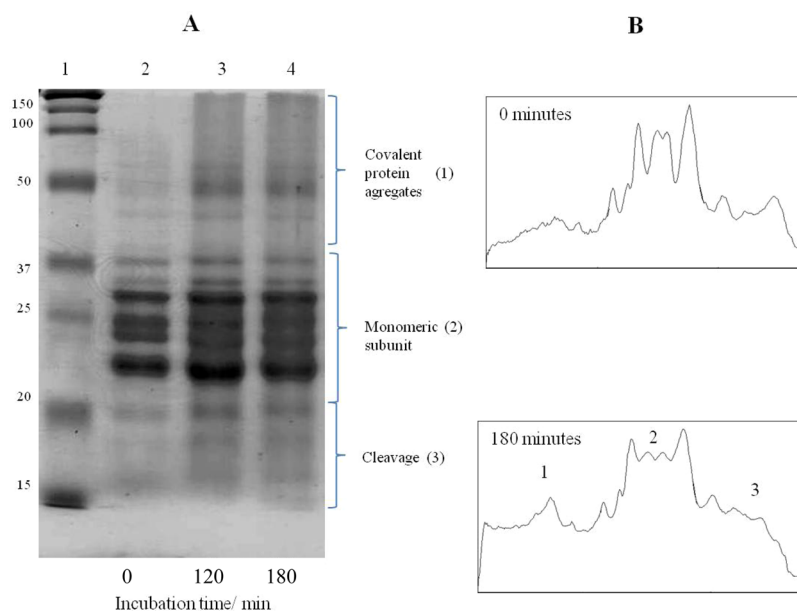 A
B
1 2 3 4
150
100
50
37
25
20
15
Covalent
protein (1)
agregates
Monomeric (2)
subunit
Cleavage (3)
0 120 180
Incubation time/ min
0 minutes
180 minutes
1
2
3